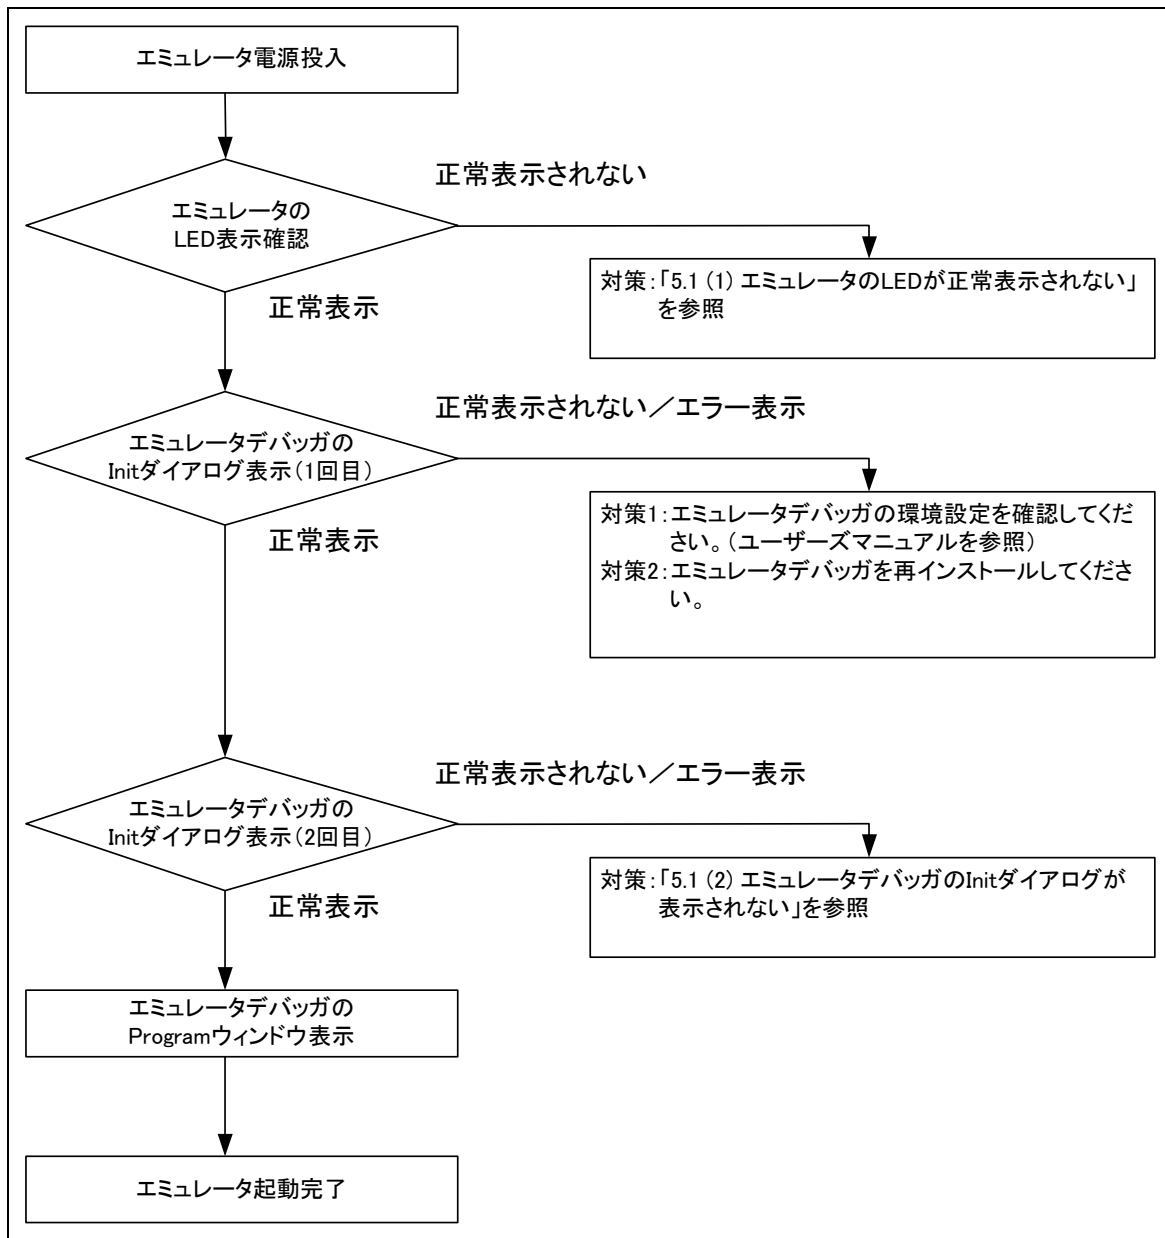 エミュレータ電源投入
正常表示されない
エミュレータの
LED表示確認
対策：「5.1 (1) エミュレータのLEDが正常表示されない」
を参照
正常表示
正常表示されない／エラー表示
エミュレータデバッガの
Initダイアログ表示（1回目）
対策1：エミュレータデバッガの環境設定を確認してくだ
さい。（ユーザーズマニュアルを参照）
対策2：エミュレータデバッガを再インストールしてくださ
い。
正常表示
正常表示されない／エラー表示
エミュレータデバッガの
Initダイアログ表示（2回目）
対策：「5.1 (2) エミュレータデバッガのInitダイアログが
表示されない」を参照
正常表示
エミュレータデバッガの
Programウィンドウ表示
エミュレータ起動完了